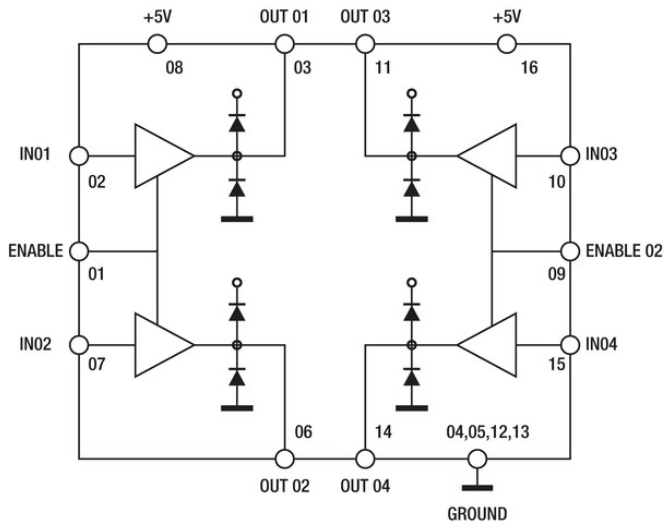 +5V OUT 01 OUT 03 +5V
08 03 11 16
IN01 IN03
02 10
ENABLE ENABLE 02
01 09
IN02 IN04
07 15
06 14 04,05,12,13
OUT 02 OUT 04
GROUND